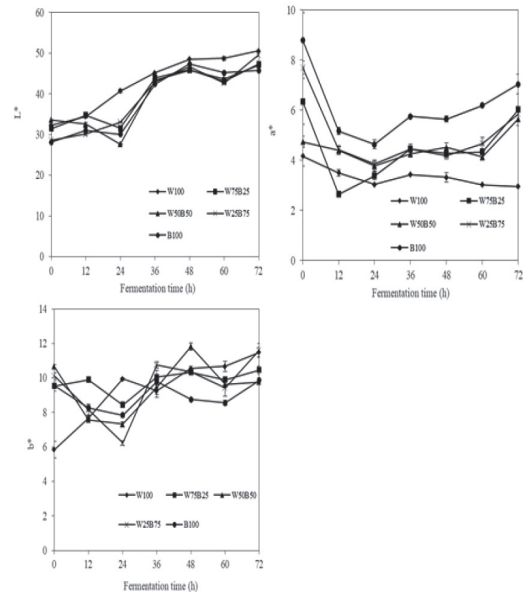 L*
60
50
40
30
20
10
0
W100 W75B25
W50B50 W25B75
B100
0 12 24 36 48 60 72
Fermentation time (h)
a*
10
8
6
4
2
0
W100 W75B25
W50B50 W25B75
B100
0 12 24 36 48 60 72
Fermentation time (h)
b*
14
12
10
8
6
4
2
0
W100 W75B25 W50B50
W25B75 B100
0 12 24 36 48 60 72
Fermentation time (h)